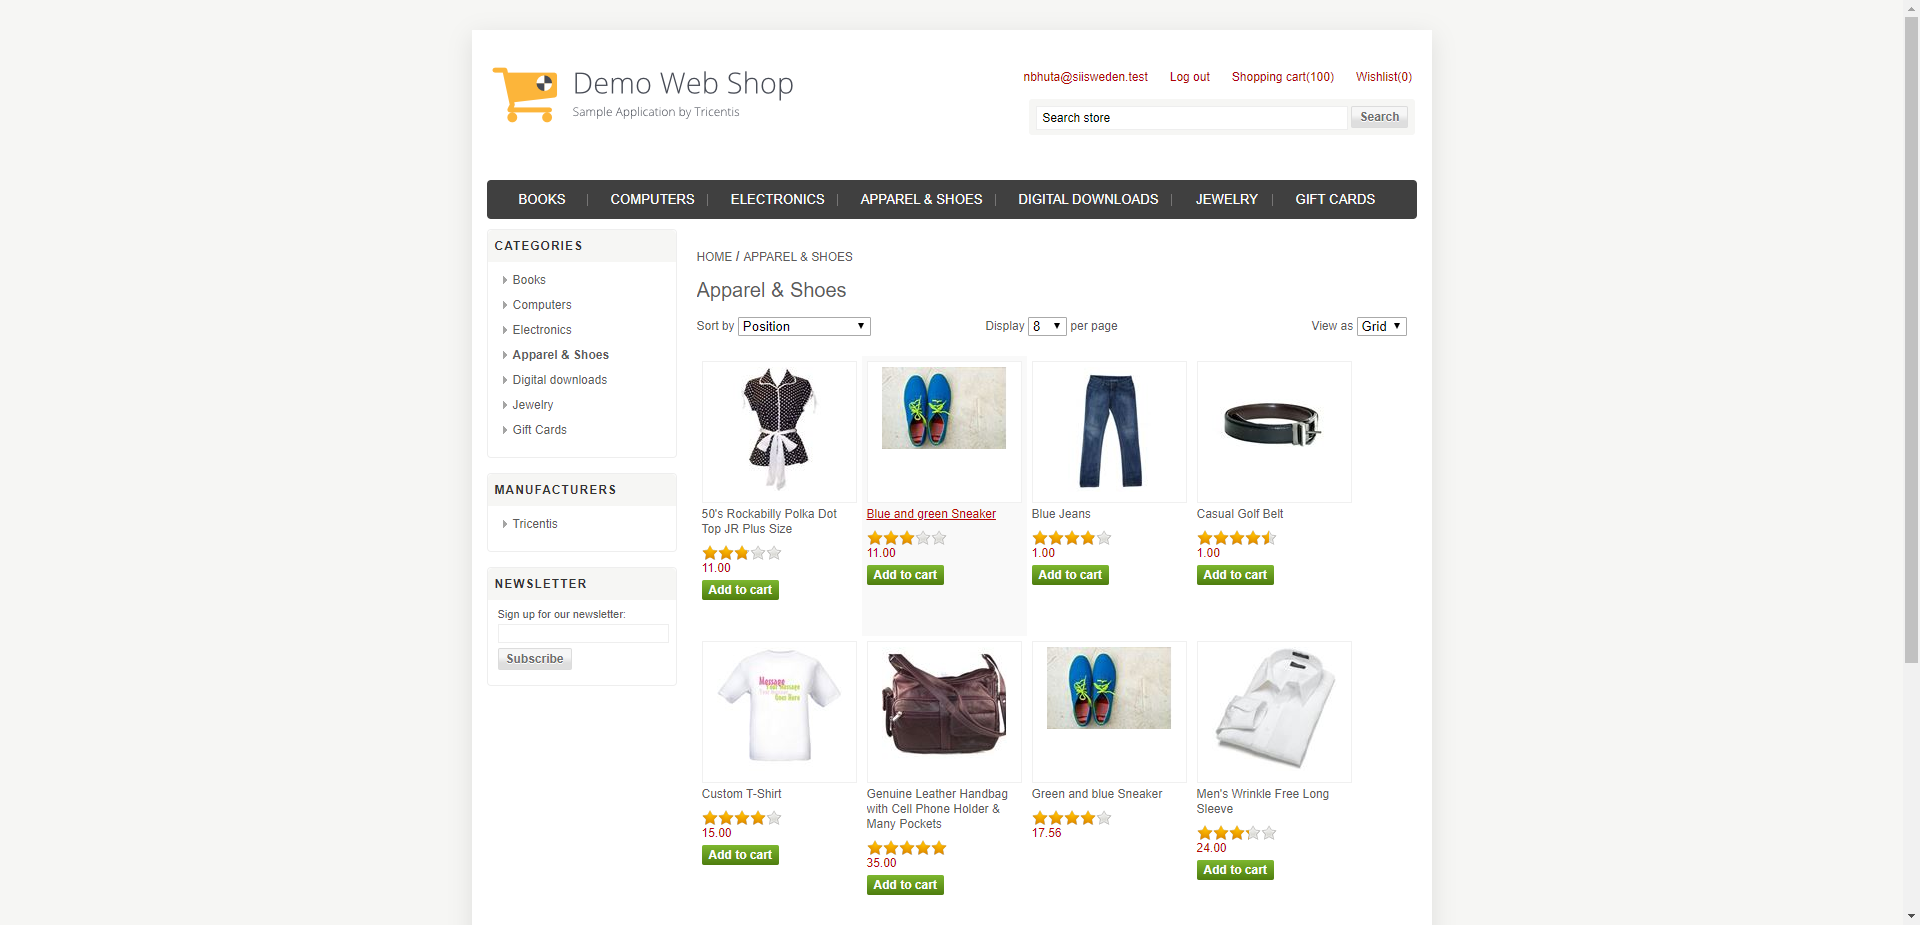 Demo Web Shop
Sample Application by Tricentis
nbhuta@siisweden.test Log out Shopping cart(100) Wishlist(0)
Search store Search
BOOKS COMPUTERS ELECTRONICS APPAREL & SHOES DIGITAL DOWNLOADS JEWELRY GIFT CARDS
CATEGORIES
Books
Computers
Electronics
Apparel & Shoes
Digital downloads
Jewelry
Gift Cards
MANUFACTURERS
Tricentis
NEWSLETTER
Sign up for our newsletter:
Subscribe
HOME / APPAREL & SHOES
Apparel & Shoes
Sort by Position Display 8 per page View as Grid
50's Rockabilly Polka Dot
Top JR Plus Size
11.00
Add to cart
Blue and green Sneaker
11.00
Add to cart
Blue Jeans
1.00
Add to cart
Casual Golf Belt
1.00
Add to cart
Message
Your Message
Goes Here
Custom T-Shirt
15.00
Add to cart
Genuine Leather Handbag
with Cell Phone Holder &
Many Pockets
35.00
Add to cart
Green and blue Sneaker
17.56
Men's Wrinkle Free Long
Sleeve
24.00
Add to cart